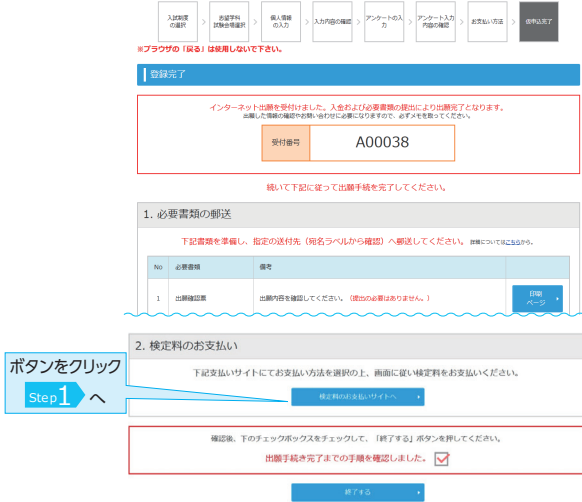 入試制度
の選択
志望学科
試験会場選択
個人情報
の入力
入力内容の確認
アンケートの入
力
アンケート入力
内容の確認
お支払い方法
仮申込完了
※ブラウザの「戻る」は使用しないで下さい。
登録完了
インターネット出願を受付けました。入金および必要書類の提出により出願完了となります。
出願した情報の確認やお問い合わせに必要になりますので、必ずメモを取ってください。
受付番号
A00038
続いて下記に従って出願手続を完了してください。
1. 必要書類の郵送
下記書類を準備し、指定の送付先（宛名ラベルから確認）へ郵送してください。 詳細についてはこちらから。
No 必要書類 備考
1 出願確認票 出願内容を確認してください。（提出の必要はありません。）
印刷
ページ
2. 検定料のお支払い
下記支払いサイトにてお支払い方法を選択の上、画面に従い検定料をお支払いください。
ボタンをクリック
Step1 へ
検定料のお支払いサイトへ
確認後、下のチェックボックスをチェックして、「終了する」ボタンを押してください。
出願手続き完了までの手順を確認しました。
終了する